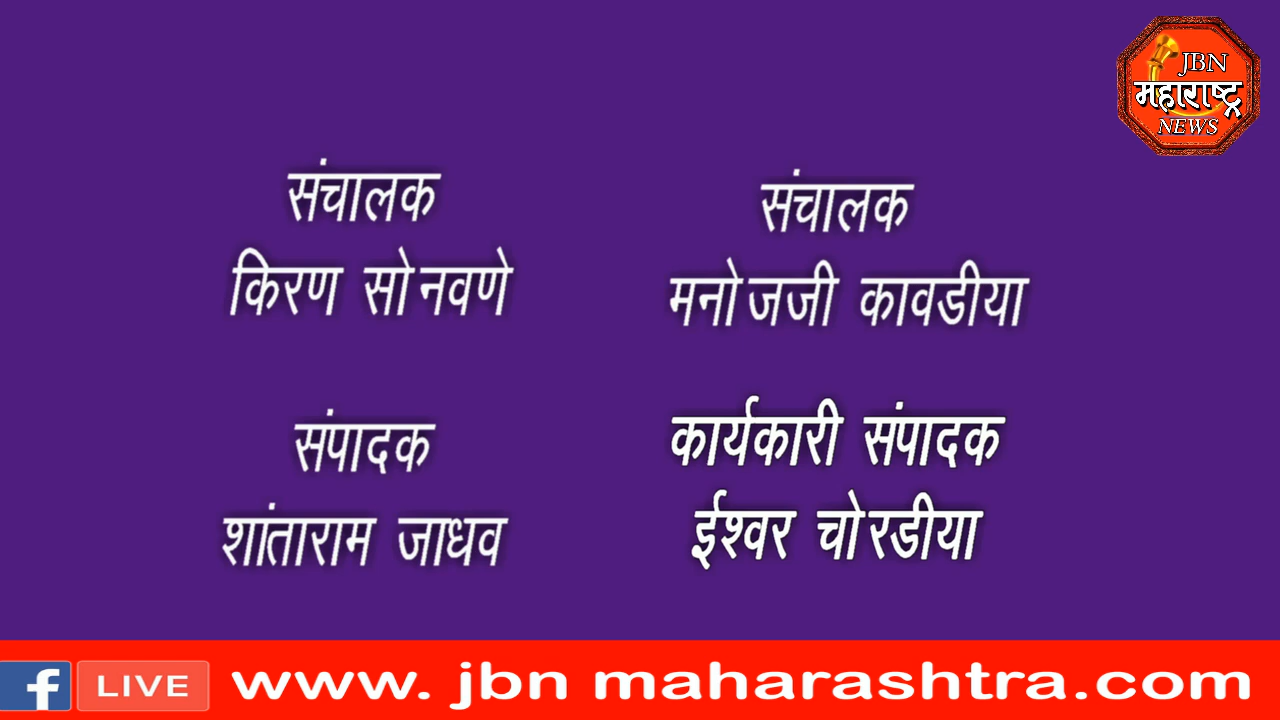 JBN
महाराष्ट्र
NEWS
संचालक
किरण सोनवणे
संचालक
मनोजजी कावडीया
संपादक
शांताराम जाधव
कार्यकारी संपादक
ईश्वर चोरडीया
f LIVE www. jbn maharashtra.com